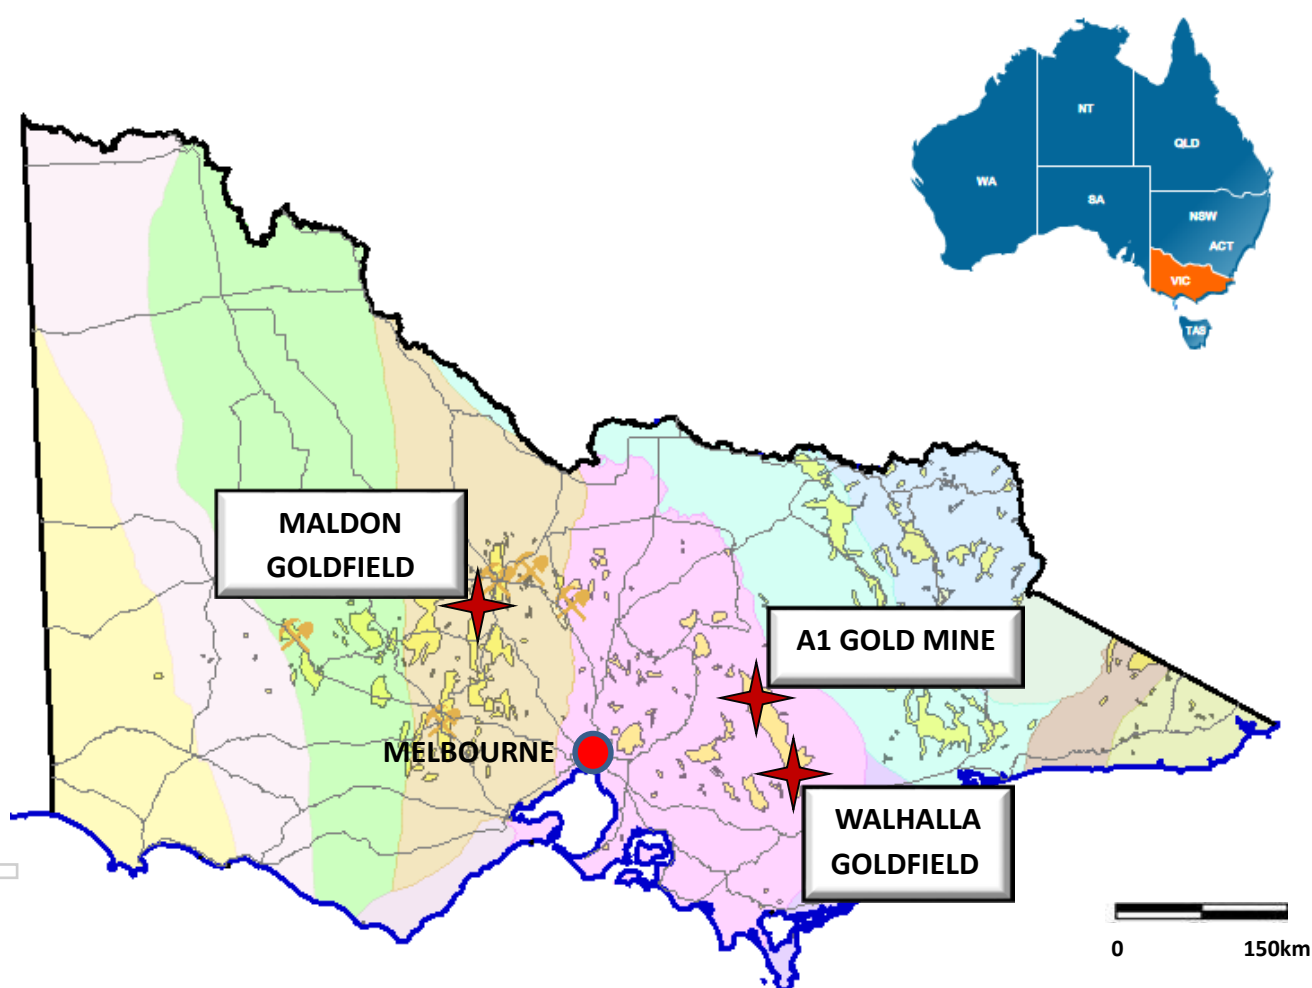 NT
QLD
WA
SA
NSW
ACT
VIC
TAS
MALDON
GOLDFIELD
A1 GOLD MINE
MELBOURNE
WALHALLA
GOLDFIELD
0 150km